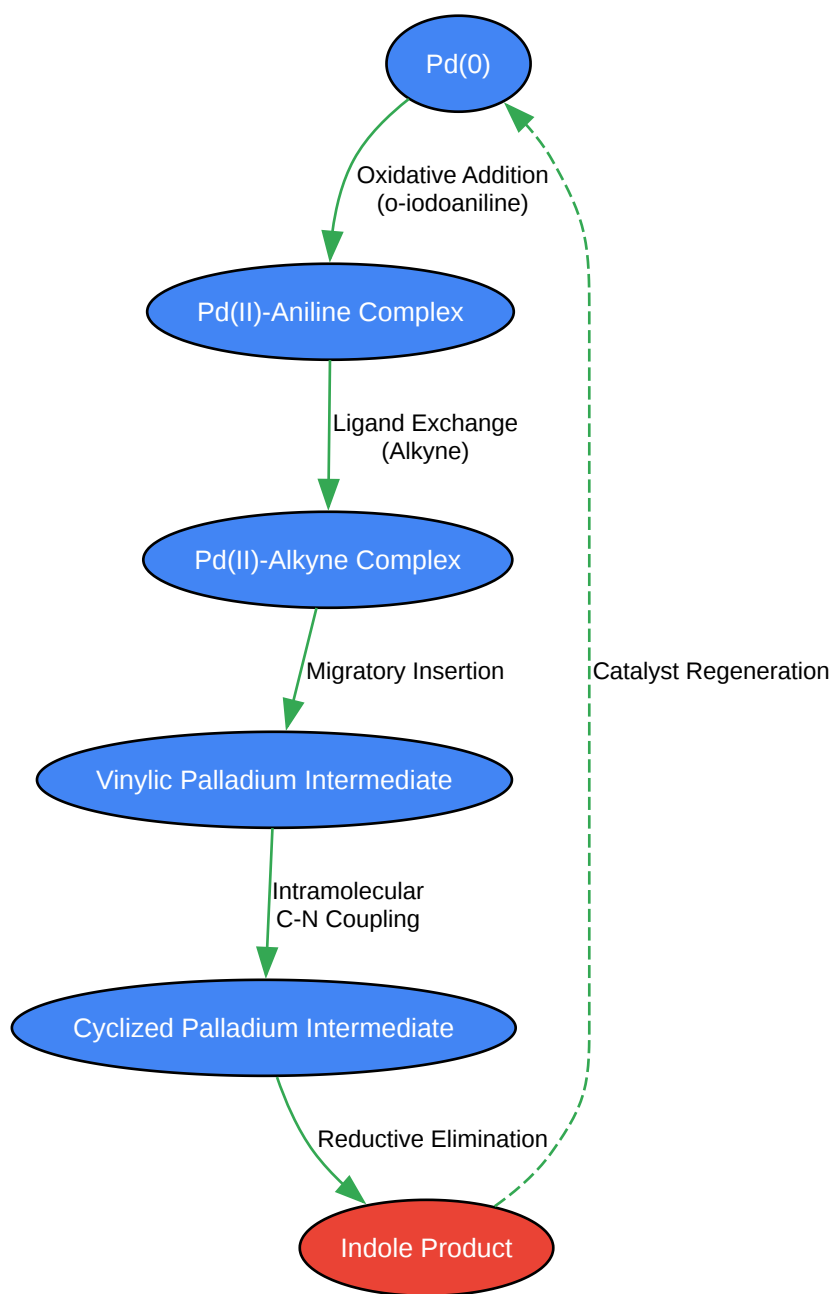 Pd(0)
Oxidative Addition
(o-iodoaniline)
Pd(II)-Aniline Complex
Ligand Exchange
(Alkyne)
Pd(II)-Alkyne Complex
Migratory Insertion
Catalyst Regeneration
Vinylic Palladium Intermediate
Intramolecular
C-N Coupling
Cyclized Palladium Intermediate
Reductive Elimination
Indole Product